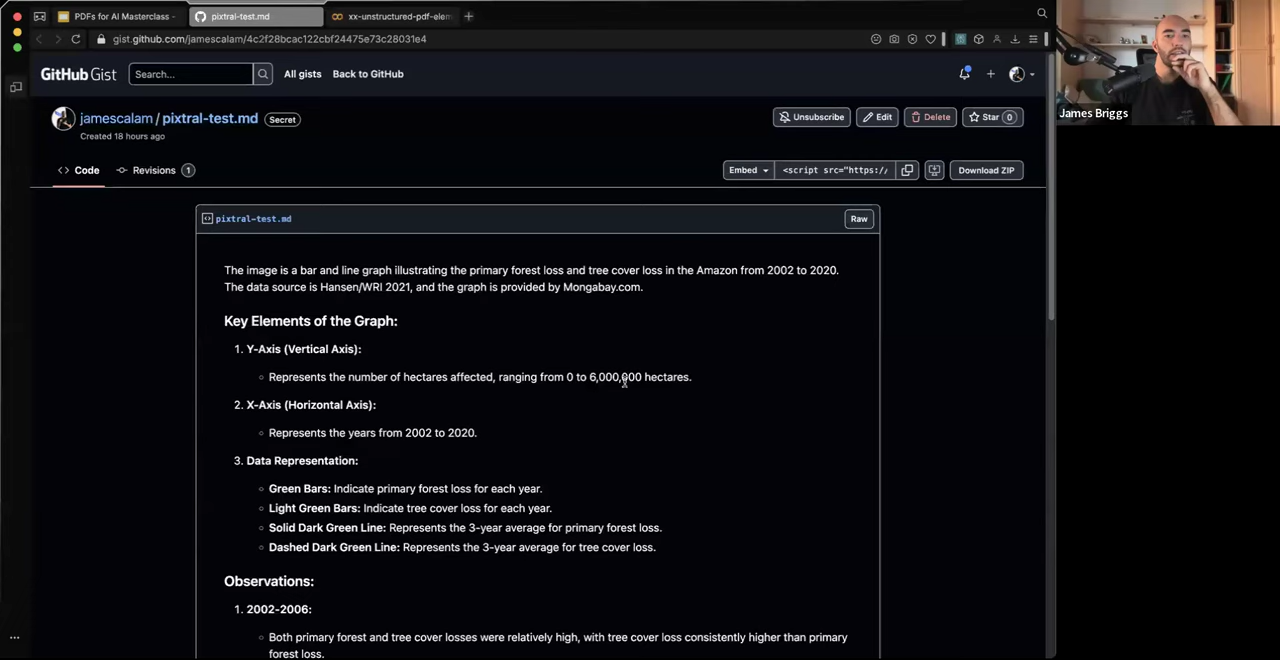 PDFs for AI Masterclass
pixtral-test.md
xx-unstructured-pdf-elem
gist.github.com/jamescalam/4c2f28bcac122cbf24475e73c28031e4
GitHub Gist
Search...
All gists
Back to GitHub
jamescalam / pixtral-test.md
Secret
Created 18 hours ago
Unsubscribe
Edit
Delete
Star 0
James Briggs
Code
Revisions 1
Embed
<script src="https:/
Download ZIP
pixtral-test.md
Raw
The image is a bar and line graph illustrating the primary forest loss and tree cover loss in the Amazon from 2002 to 2020.
The data source is Hansen/WRI 2021, and the graph is provided by Mongabay.com.
Key Elements of the Graph:
1. Y-Axis (Vertical Axis):
Represents the number of hectares affected, ranging from 0 to 6,000,000 hectares.
2. X-Axis (Horizontal Axis):
Represents the years from 2002 to 2020.
3. Data Representation:
Green Bars: Indicate primary forest loss for each year.
Light Green Bars: Indicate tree cover loss for each year.
Solid Dark Green Line: Represents the 3-year average for primary forest loss.
Dashed Dark Green Line: Represents the 3-year average for tree cover loss.
Observations:
1. 2002-2006:
Both primary forest and tree cover losses were relatively high, with tree cover loss consistently higher than primary
forest loss.